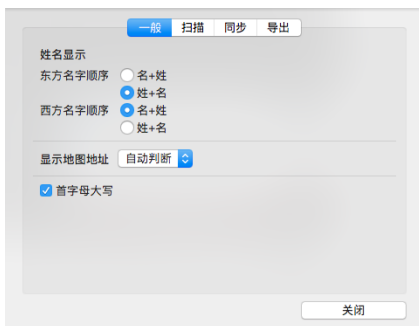 一般 扫描 同步 导出
姓名显示
东方名字顺序 名+姓
姓+名
西方名字顺序 名+姓
姓+名
显示地图地址 自动判断
首字母大写
关闭